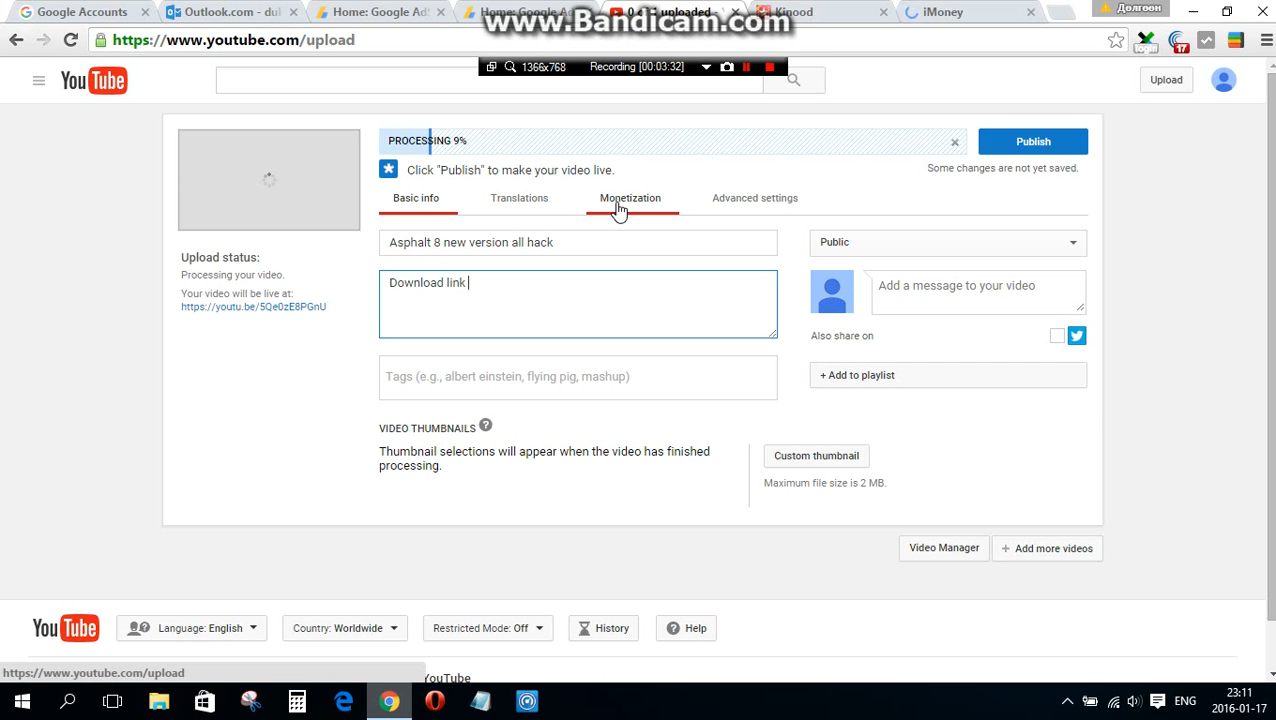 Google Accounts
Outlook.com - dul
Home: Google AdS
Home: Google Ad
uploaded
Kinood
iMoney
Долгоон
www.Bandicam.com
https://www.youtube.com/upload
login
17
1366x768
Recording [00:03:32]
YouTube
Upload
PROCESSING 9%
Publish
Click "Publish" to make your video live.
Some changes are not yet saved.
Basic info
Translations
Monetization
Advanced settings
Asphalt 8 new version all hack
Public
Upload status:
Processing your video.
Your video will be live at:
https://youtu.be/5Qe0zE8PGnU
Download link
Add a message to your video
Also share on
Tags (e.g., albert einstein, flying pig, mashup)
+ Add to playlist
VIDEO THUMBNAILS ?
Thumbnail selections will appear when the video has finished
processing.
Custom thumbnail
Maximum file size is 2 MB.
Video Manager
+ Add more videos
YouTube
Language: English
Country: Worldwide
Restricted Mode: Off
History
Help
https://www.youtube.com/upload
YouTube
ENG
23:11
2016-01-17